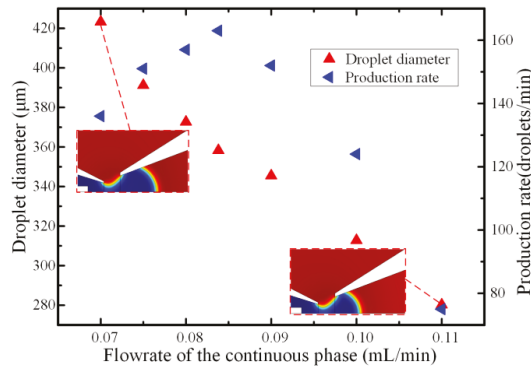 420
400
380
360
340
320
300
280
Droplet diameter (μm)
Droplet diameter
Production rate
160
140
120
100
80
Production rate(droplets/min)
0.07 0.08 0.09 0.10 0.11
Flowrate of the continuous phase (mL/min)